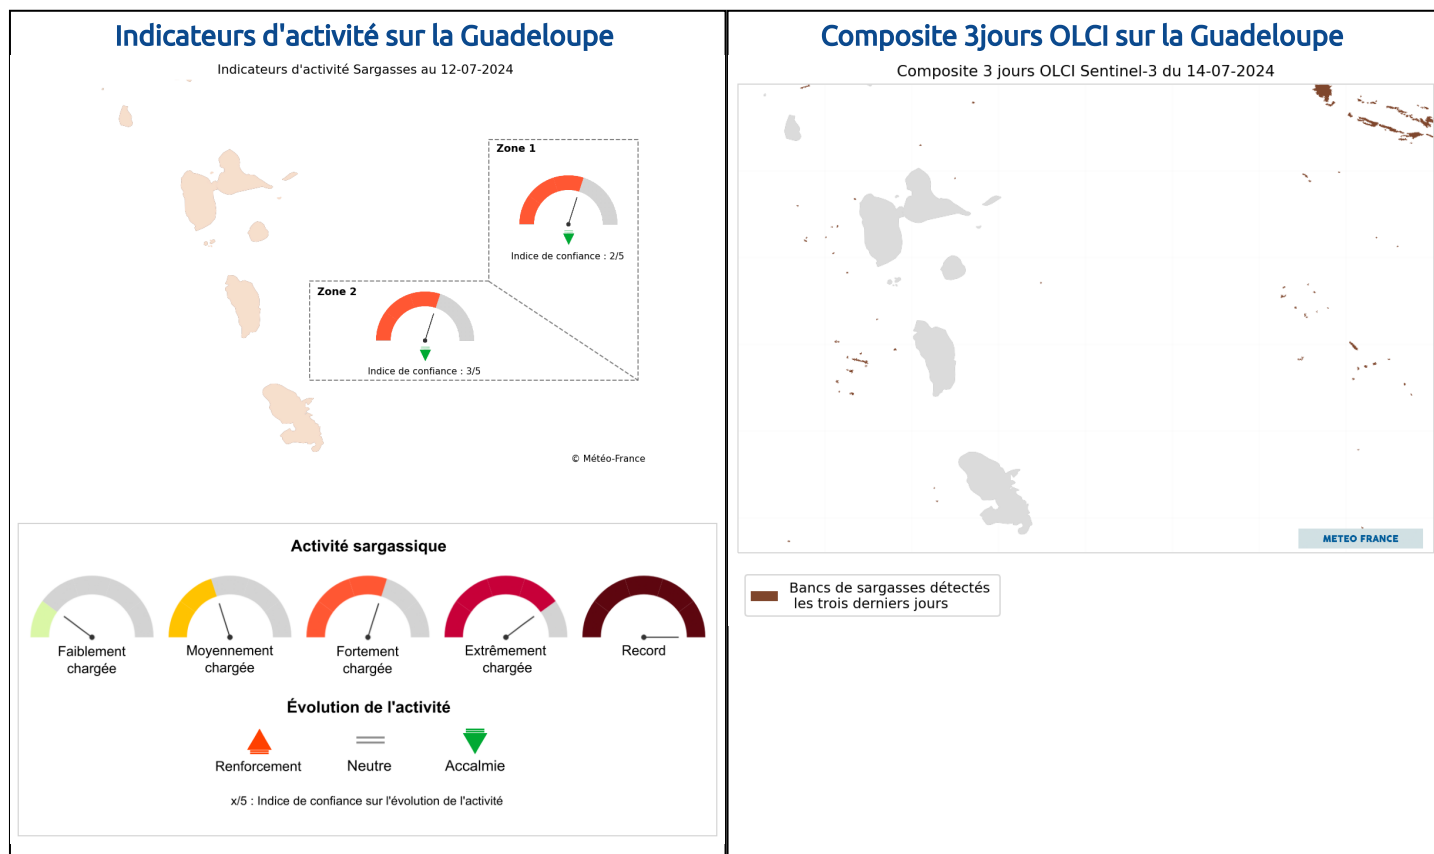 Indicateurs d'activité sur la Guadeloupe
Indicateurs d'activité Sargasses au 12-07-2024
Zone 1
Indice de confiance : 2/5
Zone 2
Indice de confiance : 3/5
© Météo-France
Activité sargassique
Faiblement
chargée
Moyennement
chargée
Fortement
chargée
Extrêmement
chargée
Record
Évolution de l'activité
Renforcement
Neutre
Accalmie
x/5 : Indice de confiance sur l'évolution de l'activité
Composite 3jours OLCI sur la Guadeloupe
Composite 3 jours OLCI Sentinel-3 du 14-07-2024
METEO FRANCE
Bancs de sargasses détectés
les trois derniers jours